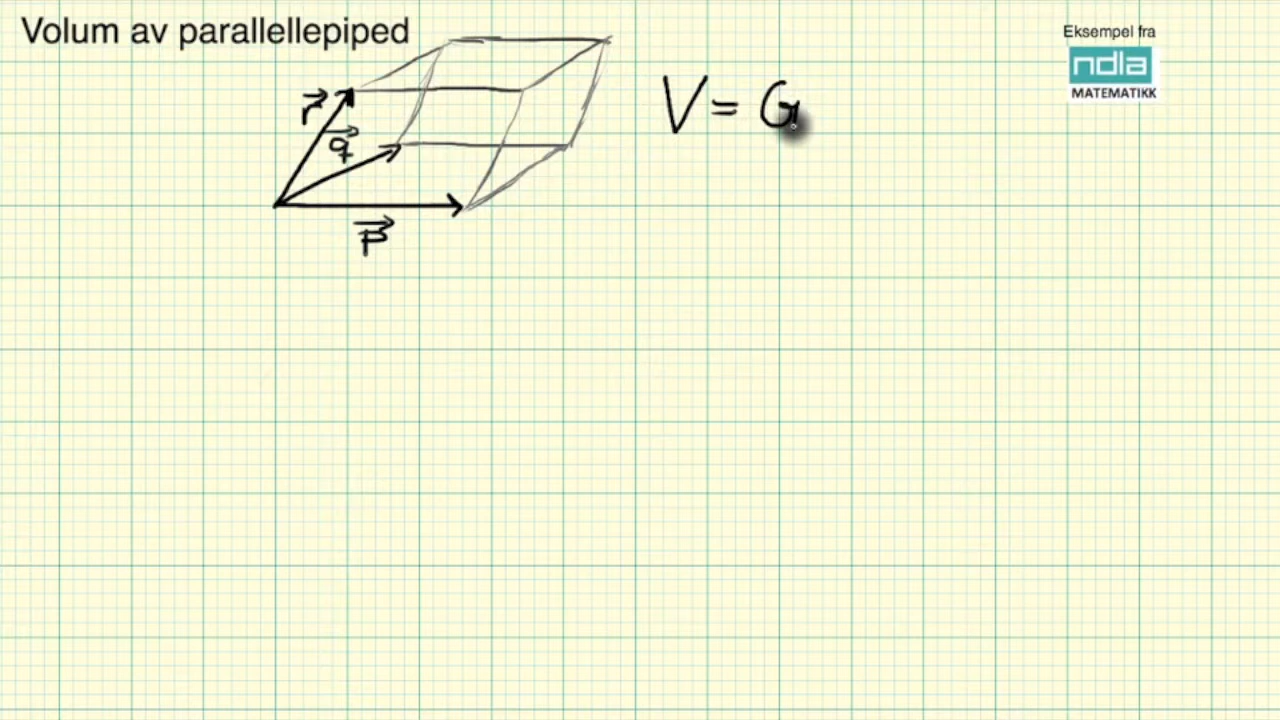 Volum av parallellepiped
Eksempel fra
ndla
MATEMATIKK
r⃗
q⃗
p⃗
V = G